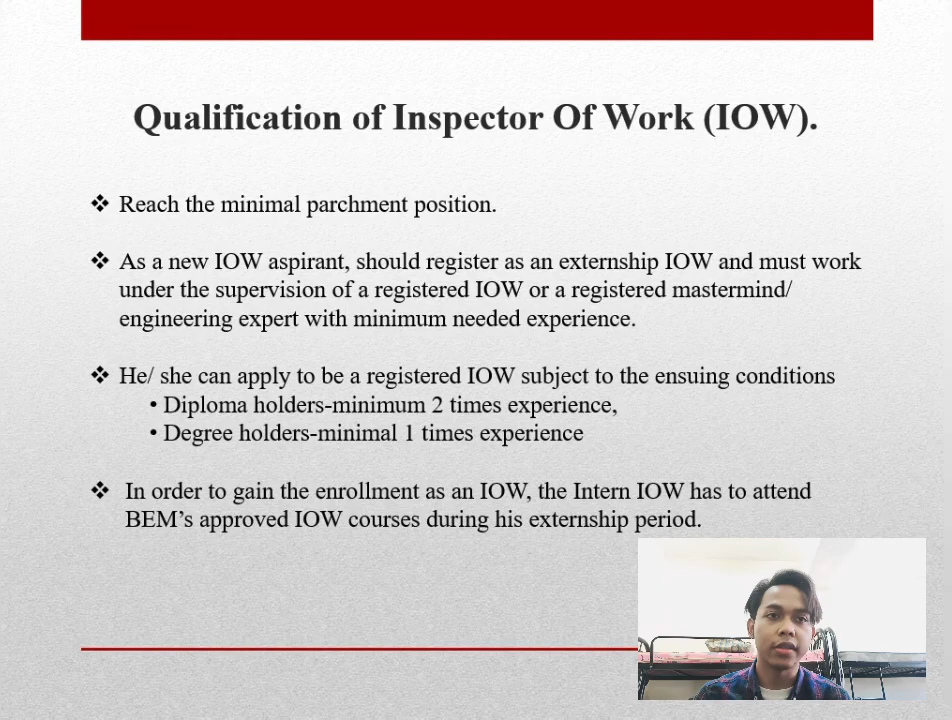 Qualification of Inspector Of Work (IOW).
❖ Reach the minimal parchment position.
❖ As a new IOW aspirant, should register as an externship IOW and must work
under the supervision of a registered IOW or a registered mastermind/
engineering expert with minimum needed experience.
❖ He/ she can apply to be a registered IOW subject to the ensuing conditions
• Diploma holders-minimum 2 times experience,
• Degree holders-minimal 1 times experience
❖ In order to gain the enrollment as an IOW, the Intern IOW has to attend
BEM’s approved IOW courses during his externship period.